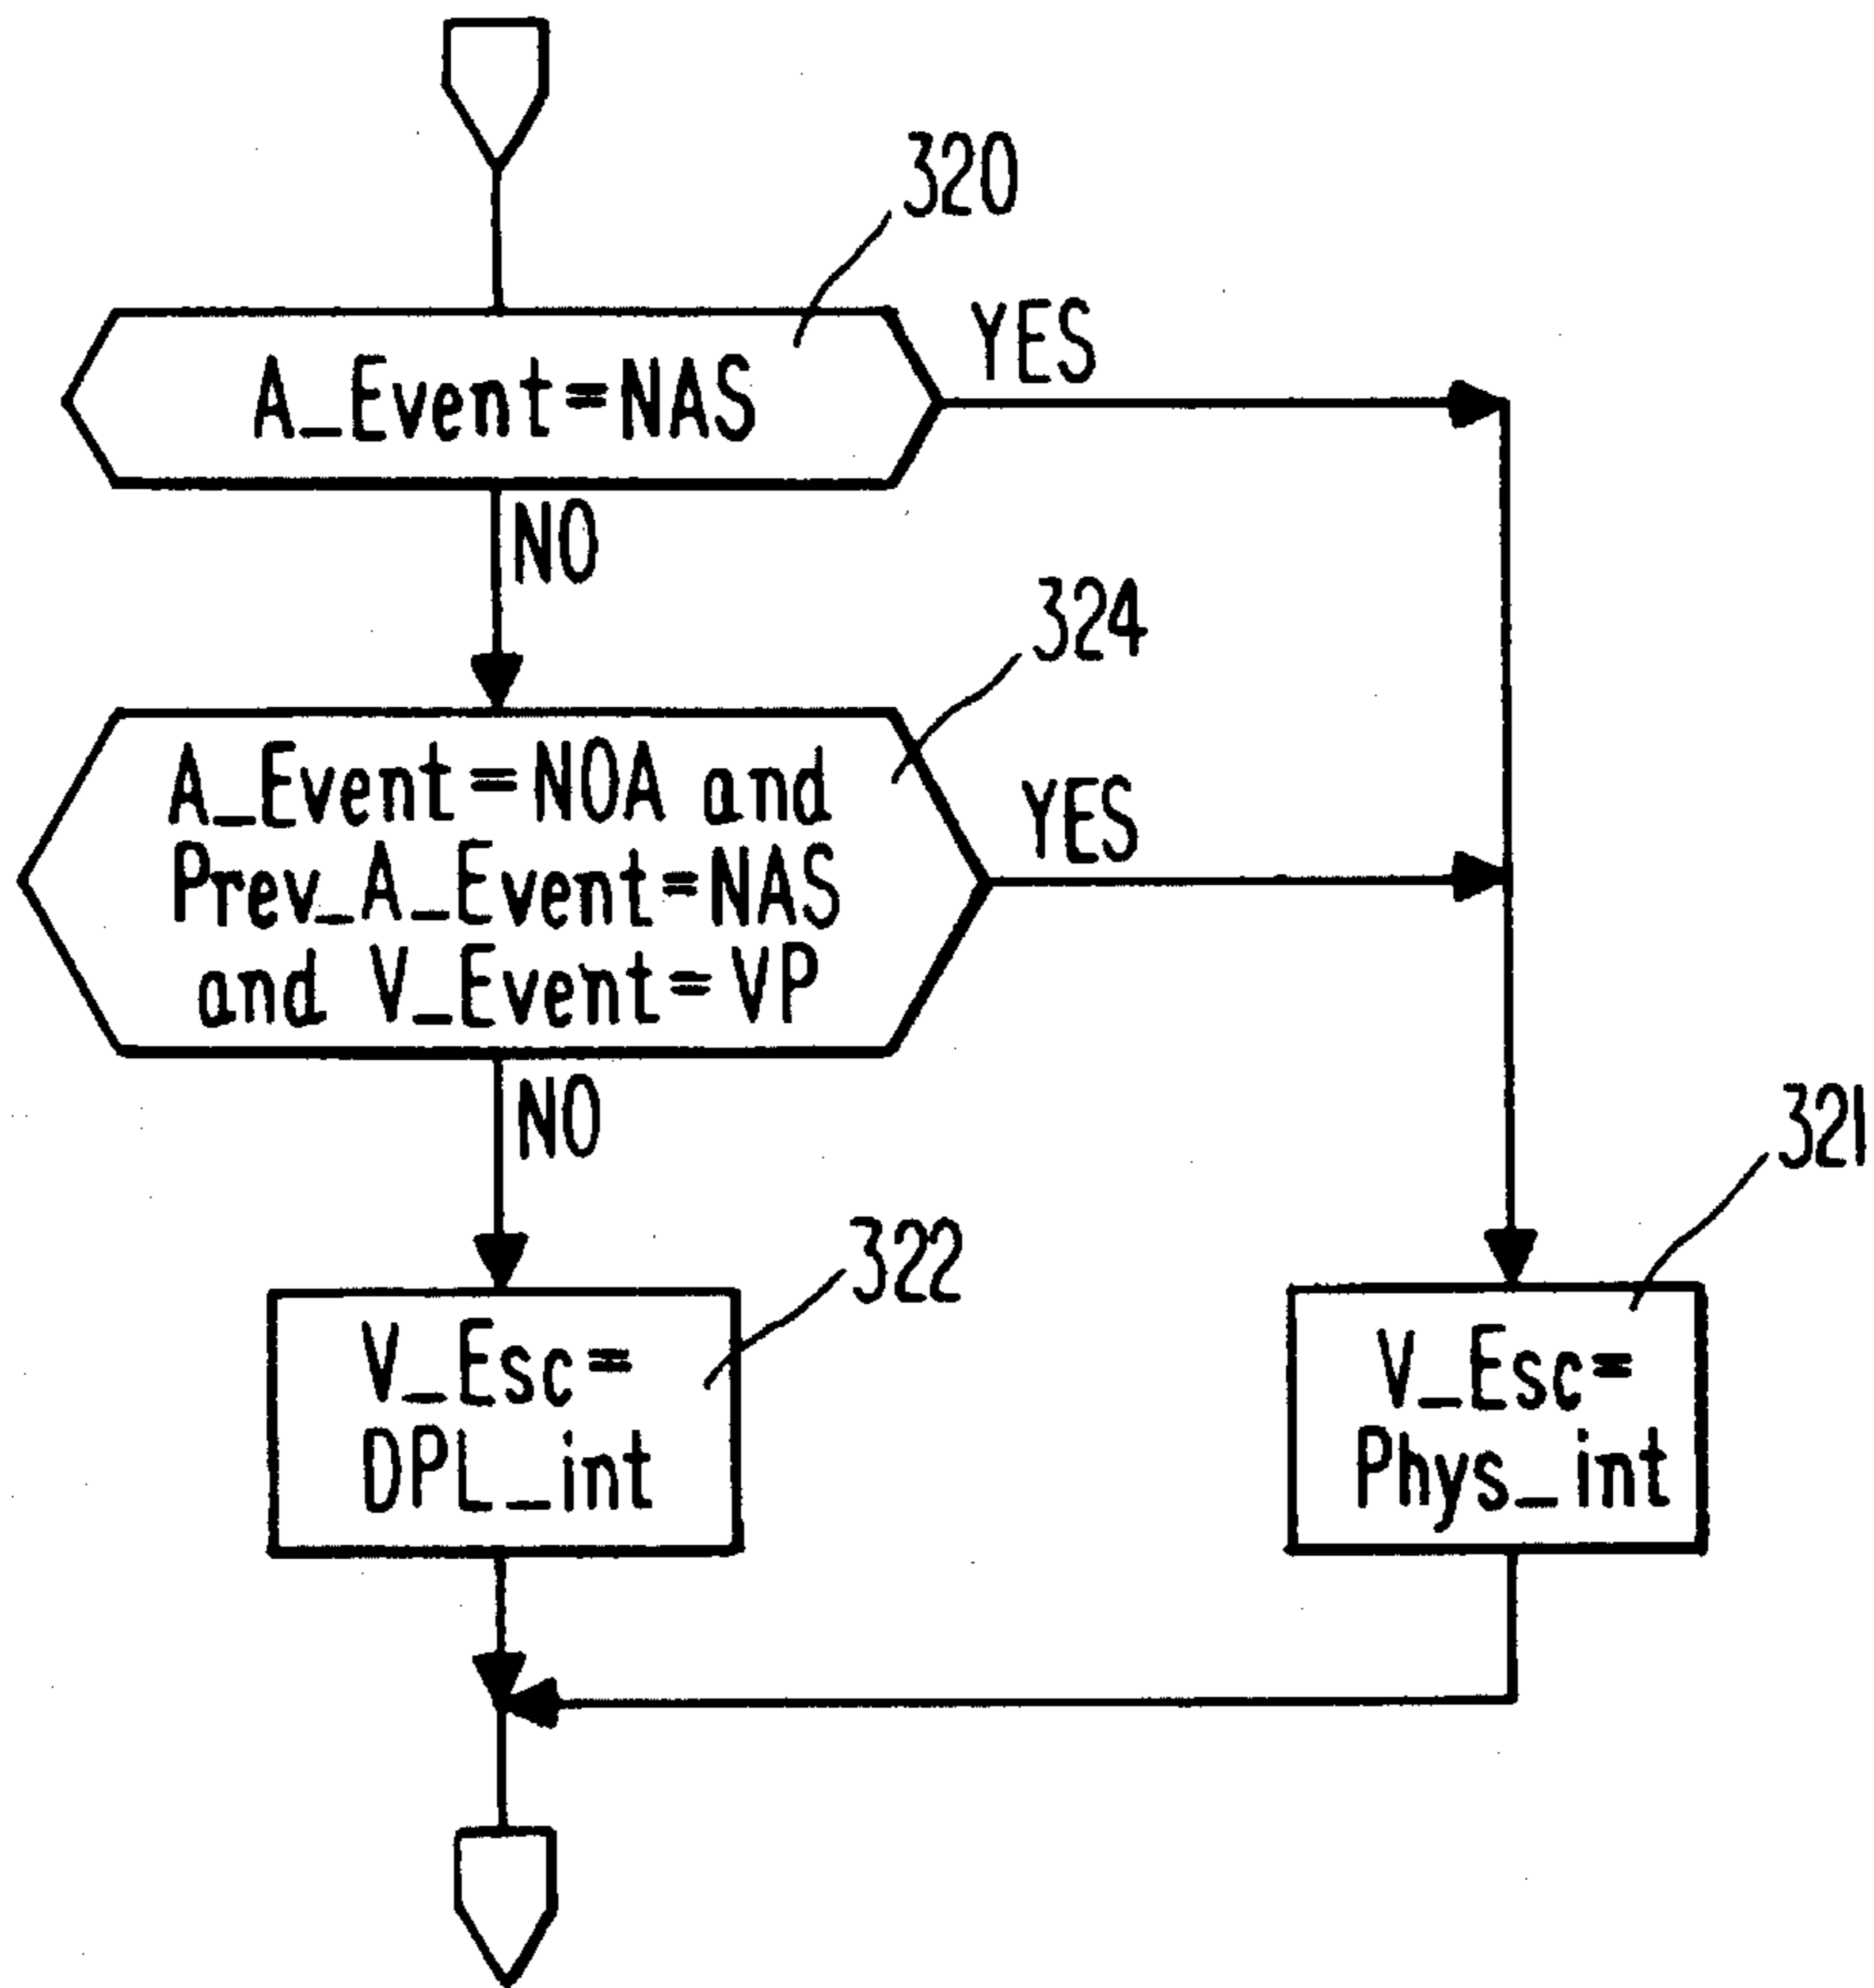 320
A_Event=NAS
YES
NO
324
A_Event=NOA and
Prev_A_Event=NAS
and V_Event=VP
YES
NO
322
V_Esc=
DPL_int
321
V_Esc=
Phys_int